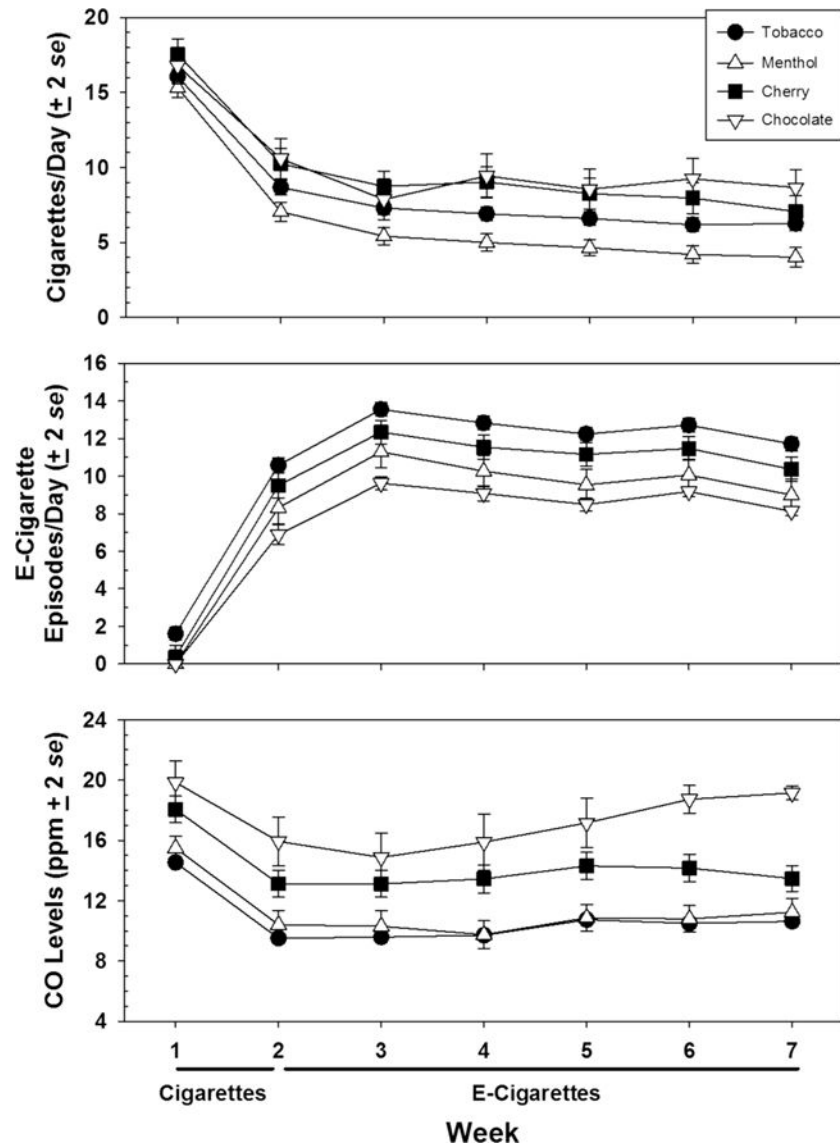 20
15
10
5
0
Cigarettes/Day (± 2 se)
Tobacco
Menthol
Cherry
Chocolate
16
14
12
10
8
6
4
2
0
E-Cigarette
Episodes/Day (± 2 se)
24
20
16
12
8
4
CO Levels (ppm ± 2 se)
1 2 3 4 5 6 7
Cigarettes E-Cigarettes
Week